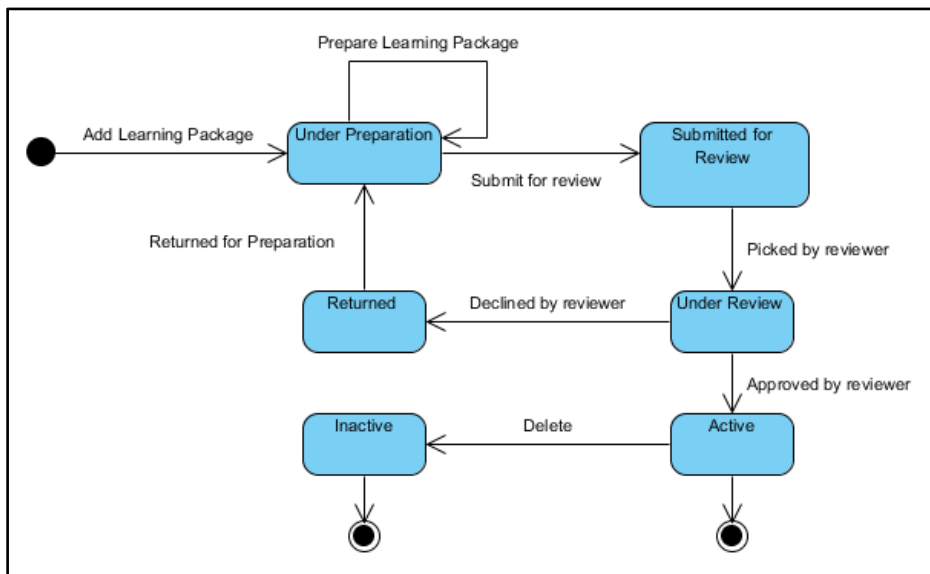 Prepare Learning Package
Add Learning Package
Under Preparation
Submitted for
Review
Submit for review
Returned for Preparation
Picked by reviewer
Returned
Declined by reviewer
Under Review
Approved by reviewer
Inactive
Delete
Active